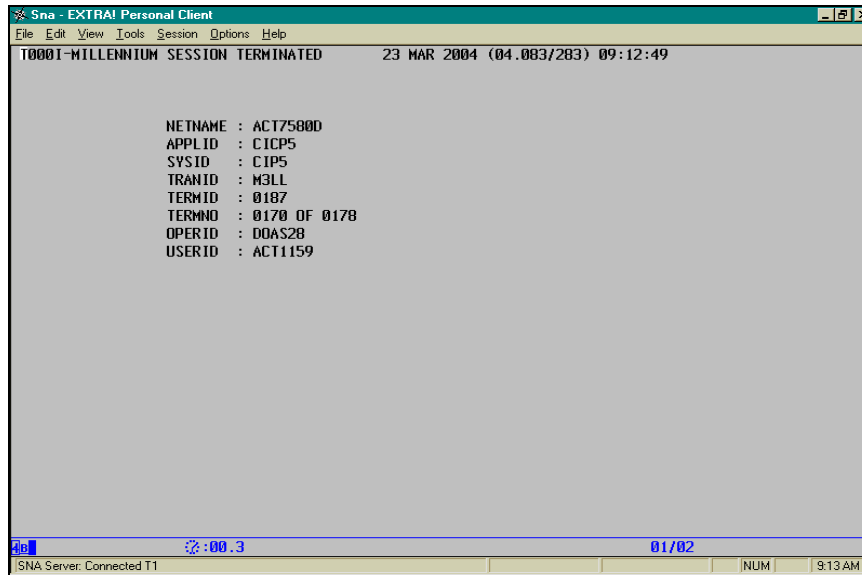 Sna - EXTRA! Personal Client
File Edit View Tools Session Options Help
T000I-MILLENNIUM SESSION TERMINATED 23 MAR 2004 (04.083/283) 09:12:49
NETNAME : ACT7580D
APPLID : CICP5
SYSID : CIP5
TRANID : M3LL
TERMID : 0187
TERMNO : 0170 OF 0178
OPERID : DOAS28
USERID : ACT1159
4B :00.3 01/02
SNA Server: Connected T1 NUM 9:13 AM